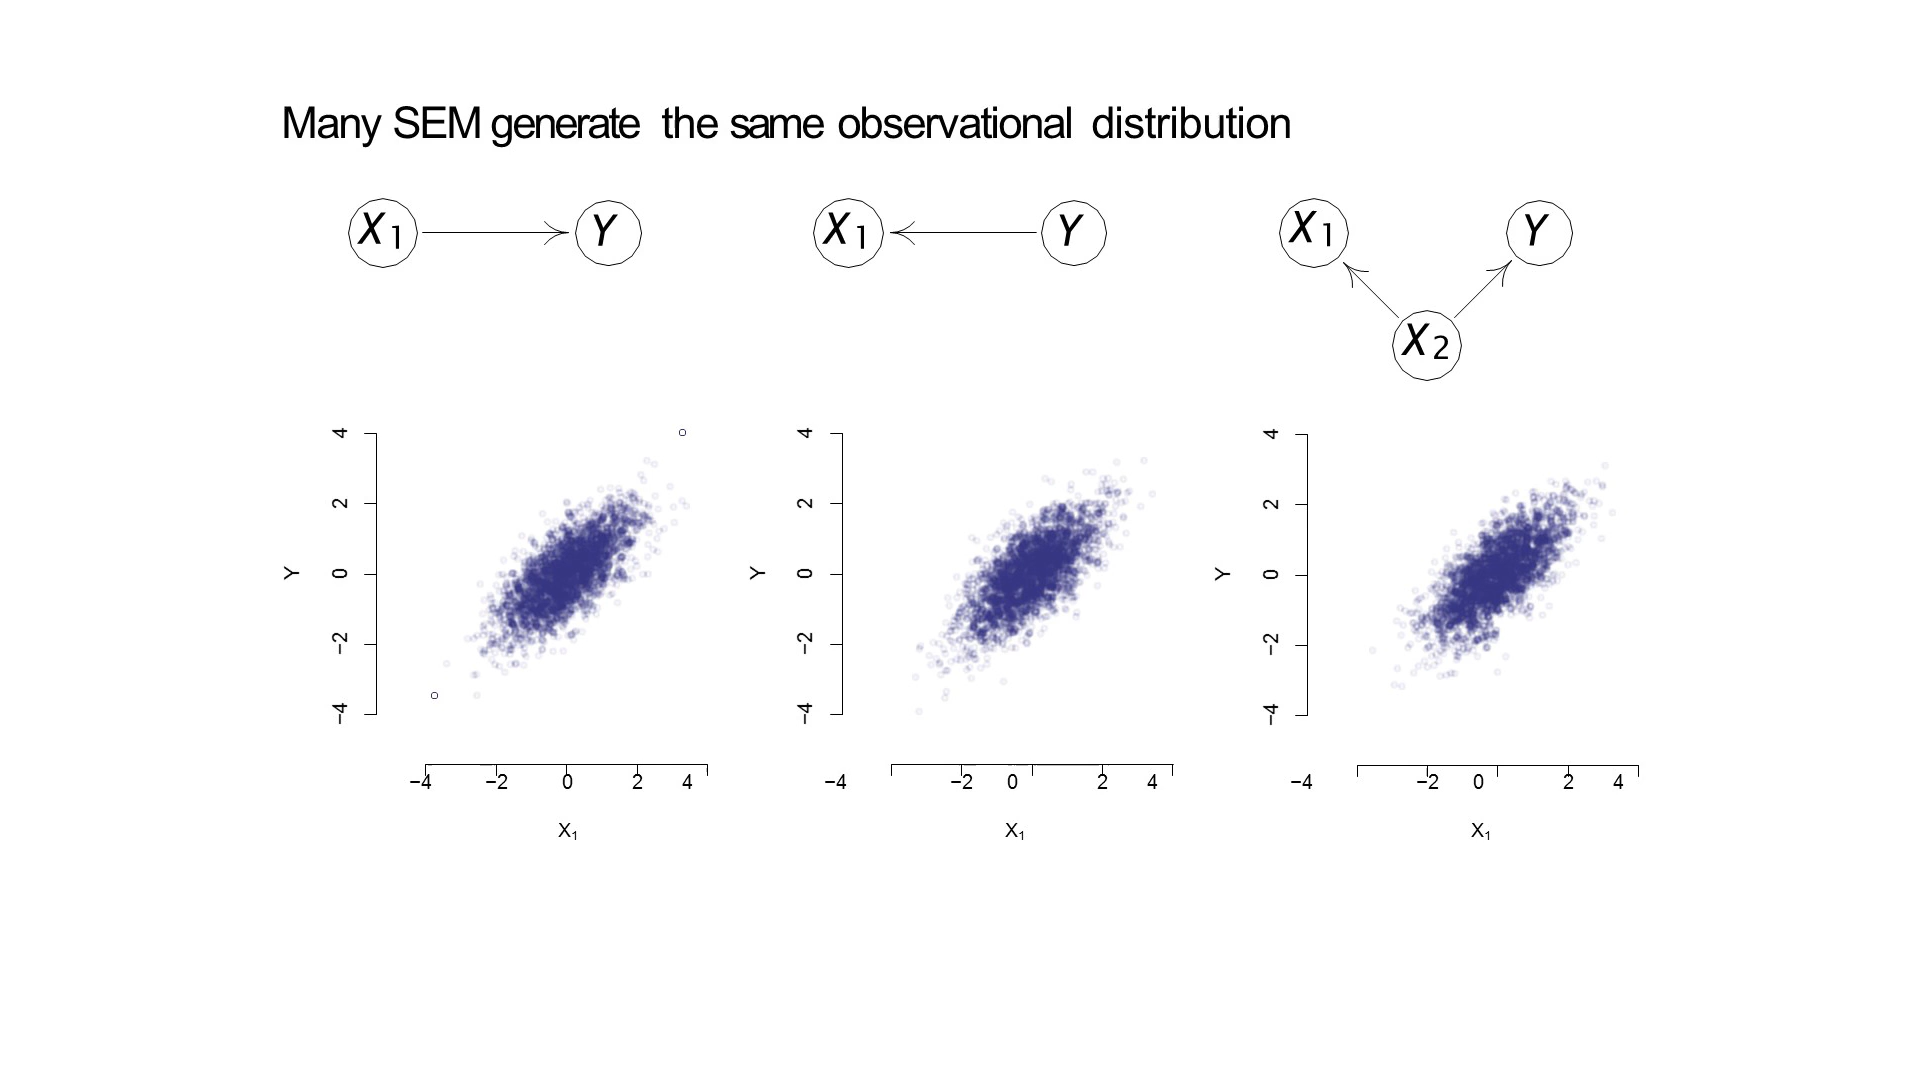 Many SEM generate the same observational distribution
X1 Y X1 Y X1 Y
X2
4 2 0 −2 −4
Y
−4 −2 0 2 4
X1
4 2 0 −2 −4
Y
−4 −2 0 2 4
X1
4 2 0 −2 −4
Y
−4 −2 0 2 4
X1